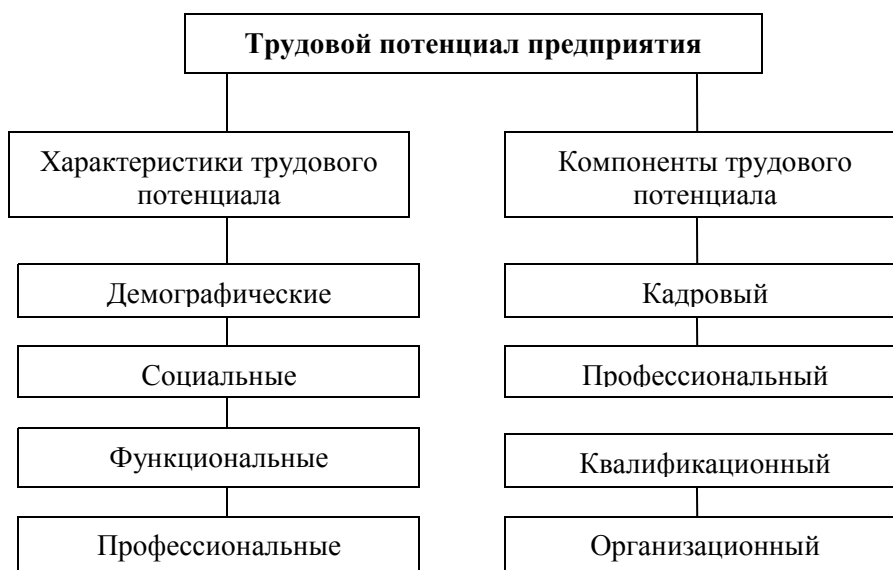 Трудовой потенциал предприятия
Характеристики трудового
потенциала
Компоненты трудового
потенциала
Демографические
Кадровый
Социальные
Профессиональный
Функциональные
Квалификационный
Профессиональные
Организационный